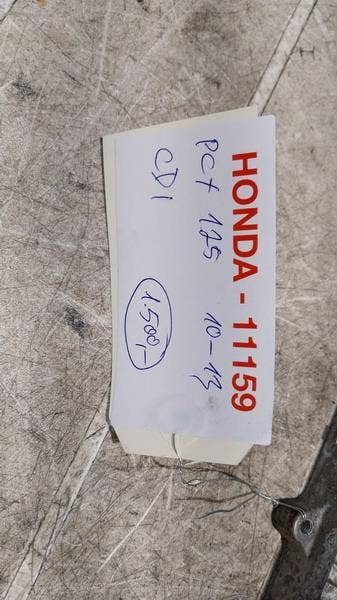 HONDA - 11159
PCX 125 10-13
CDI
1.500,-